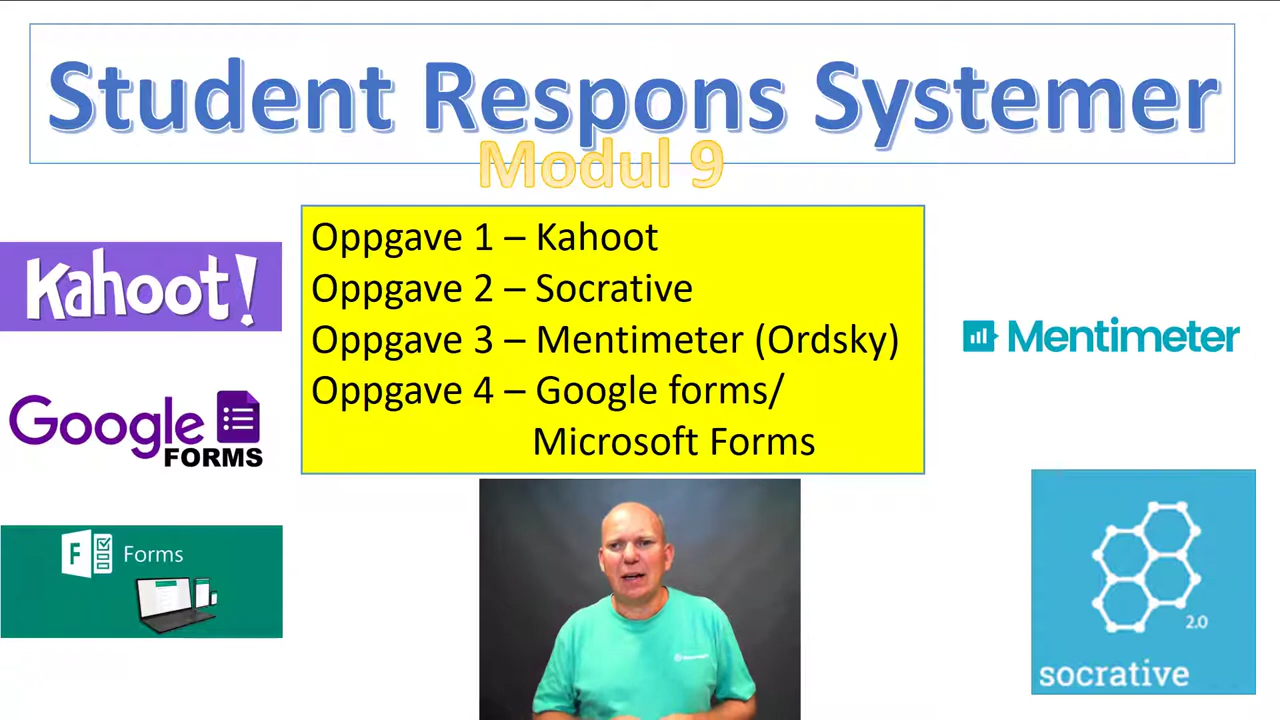 Student Respons Systemer
Modul 9
Oppgave 1 – Kahoot
Oppgave 2 – Socrative
Oppgave 3 – Mentimeter (Ordsky)
Oppgave 4 – Google forms/
Microsoft Forms
Kahoot!
Google
FORMS
F Forms
Mentimeter
2.0
socrative